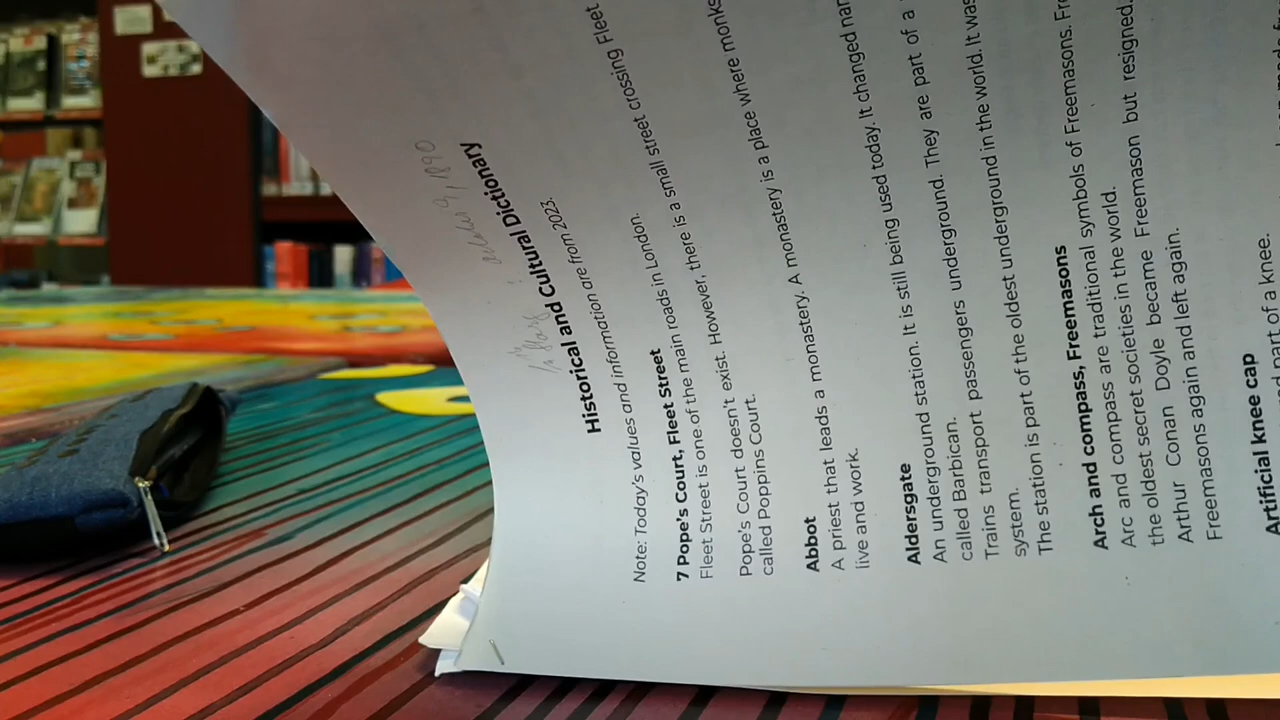 1890
Historical and Cultural Dictionary
Note: Today's values and information are from 2023.
7 Pope's Court, Fleet Street
Fleet Street is one of the main roads in London.
Pope's Court doesn't exist. However, there is a small street crossing Fleet
called Poppins Court.
Abbot
A priest that leads a monastery. A monastery is a place where monks
live and work.
Aldersgate
An underground station. It is still being used today. It changed
called Barbican.
Trains transport passengers underground. They are part of a
system.
The station is part of the oldest underground in the world. It was
Arch and compass, Freemasons
Arc and compass are traditional symbols of Freemasons.
the oldest secret societies in the world.
Arthur Conan Doyle became Freemason but resigned.
Freemasons again and left again.
Artificial knee cap
part of a knee.